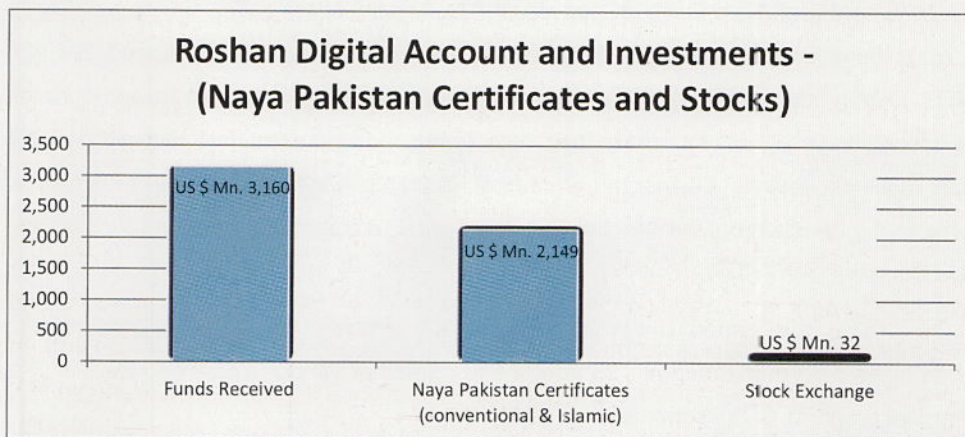 Roshan Digital Account and Investments -
(Naya Pakistan Certificates and Stocks)
3,500
3,000
2,500
2,000
1,500
1,000
500
0
US $ Mn. 3,160
US $ Mn. 2,149
US $ Mn. 32
Funds Received
Naya Pakistan Certificates
(conventional & Islamic)
Stock Exchange